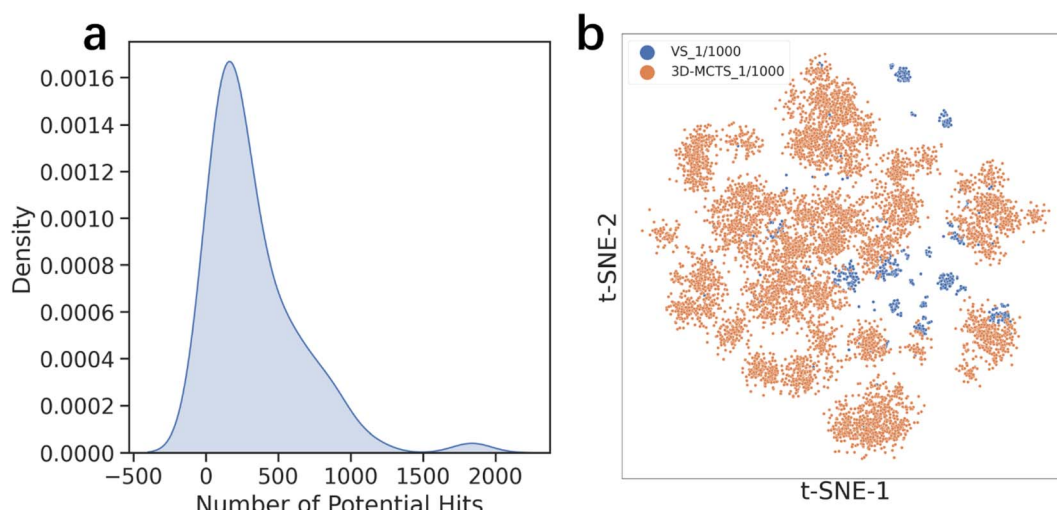 a
0.0016
0.0014
0.0012
0.0010
0.0008
0.0006
0.0004
0.0002
0.0000
Density
−500 0 500 1000 1500 2000
Number of Potential Hits
b
VS_1/1000
3D-MCTS_1/1000
t-SNE-2
t-SNE-1